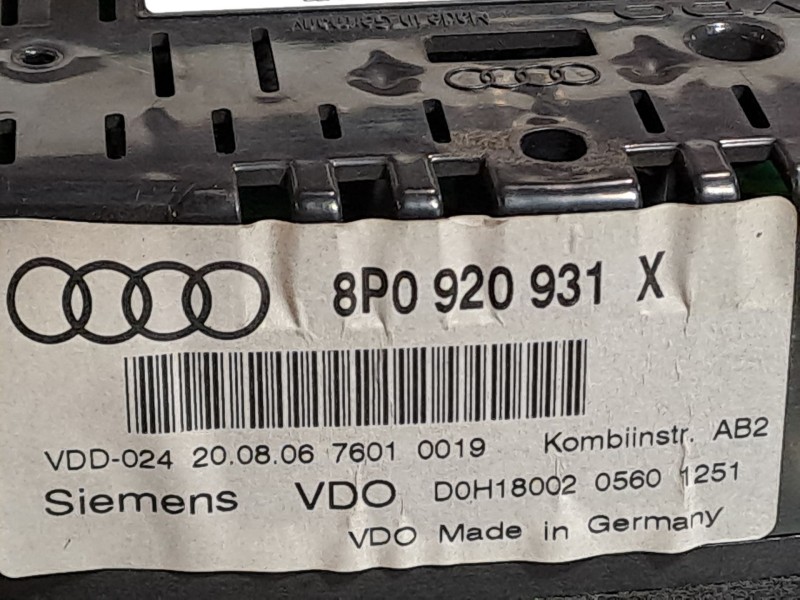 8P0 920 931 X
VDD-024 20.08.06 7601 0019 Kombiinstr. AB2
Siemens VDO D0H18002 0560 1251
VDO Made in Germany